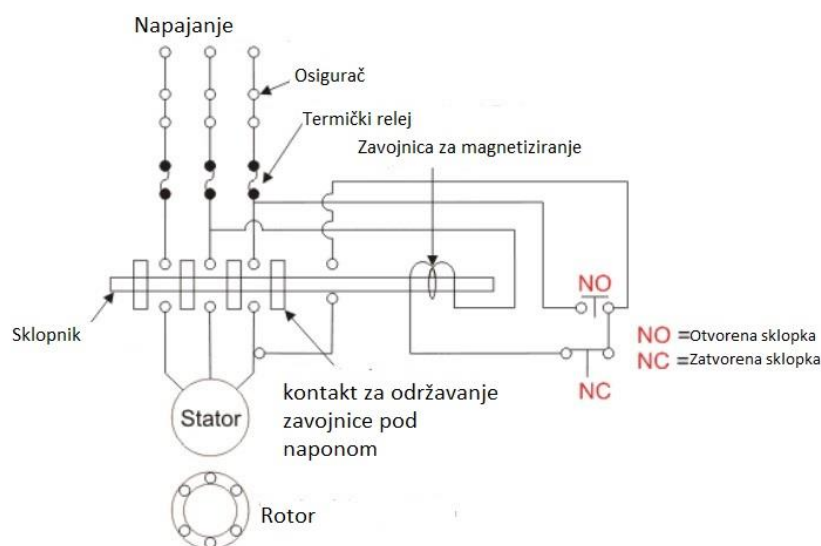 Napajanje
Osigurač
Termički relej
Zavojnica za magnetiziranje
NO
Sklopnik
NO =Otvorena sklopka
NC =Zatvorena sklopka
NC
kontakt za održavanje
zavojnice pod
naponom
Stator
Rotor